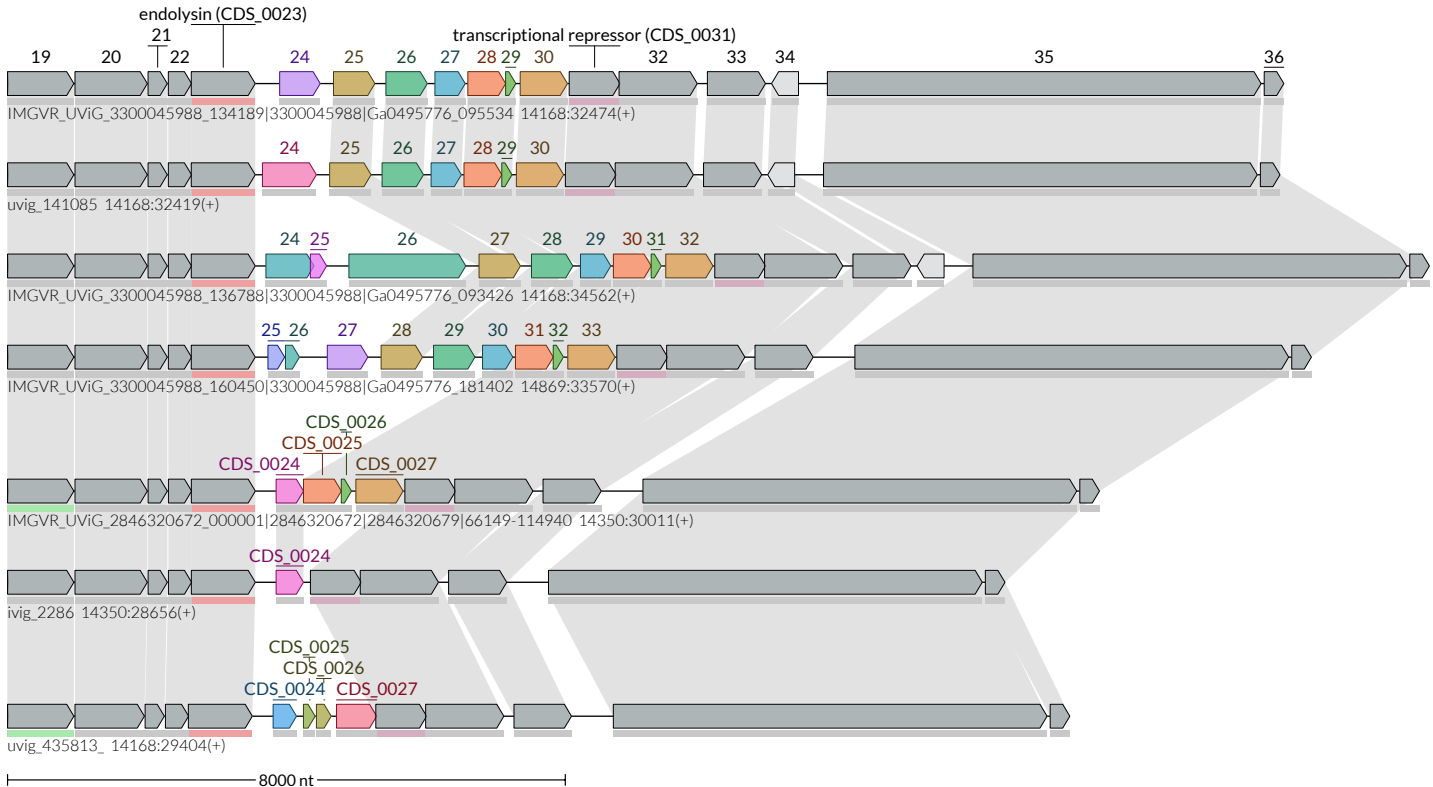 endolysin (CDS_0023)
21 transcriptional repressor (CDS_0031)
19 20 22 24 25 26 27 28 29 30 32 33 34 35 36
IMGVR_UViG_3300045988_134189|3300045988|Ga0495776_095534 14168:32474(+)
24 25 26 27 28 29 30
uvig_141085 14168:32419(+)
24 25 26 27 28 29 30 31 32
IMGVR_UViG_3300045988_136788|3300045988|Ga0495776_093426 14168:34562(+)
25 26 27 28 29 30 31 32 33
IMGVR_UViG_3300045988_160450|3300045988|Ga0495776_181402 14869:33570(+)
CDS_0026
CDS_0025
CDS_0024 CDS_0027
IMGVR_UViG_2846320672_000001|2846320672|2846320679|66149-114940 14350:30011(+)
CDS_0024
ivig_2286 14350:28656(+)
CDS_0025
CDS_0026
CDS_0024 CDS_0027
uvig_435813_ 14168:29404(+)
8000 nt